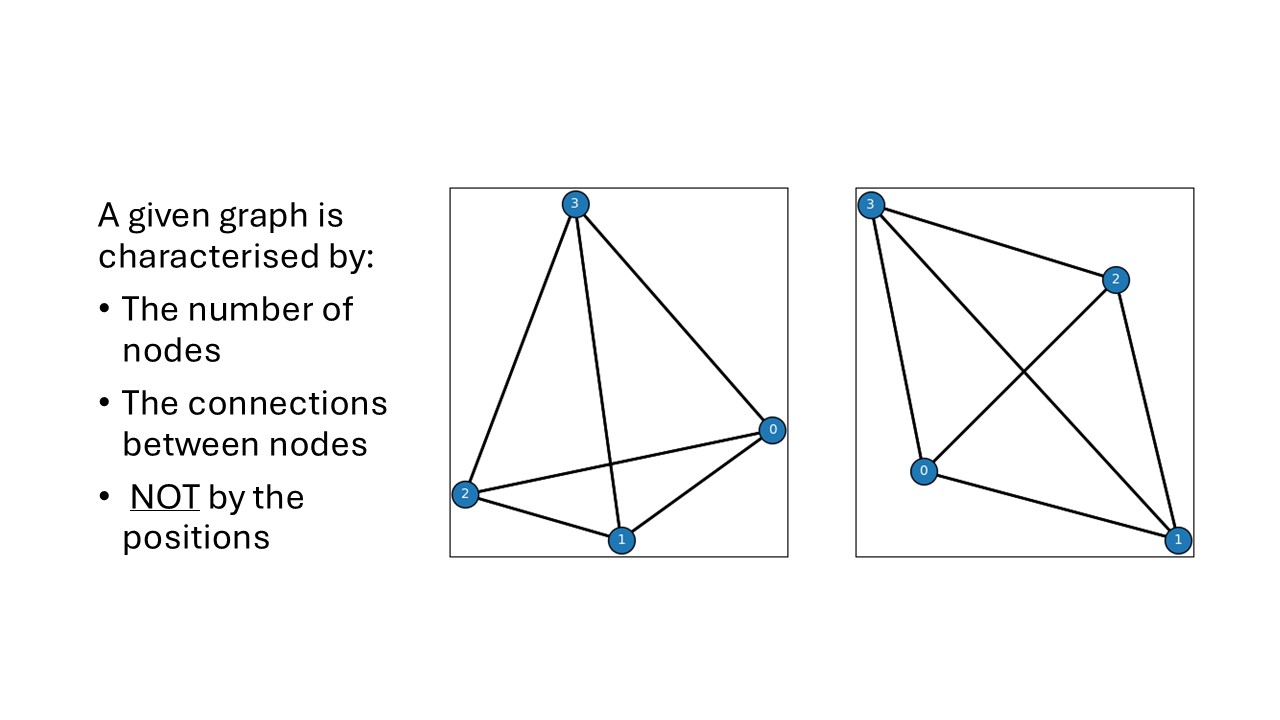 A given graph is
characterised by:
• The number of
nodes
• The connections
between nodes
• NOT by the
positions
3
0
2
1
3
2
0
1